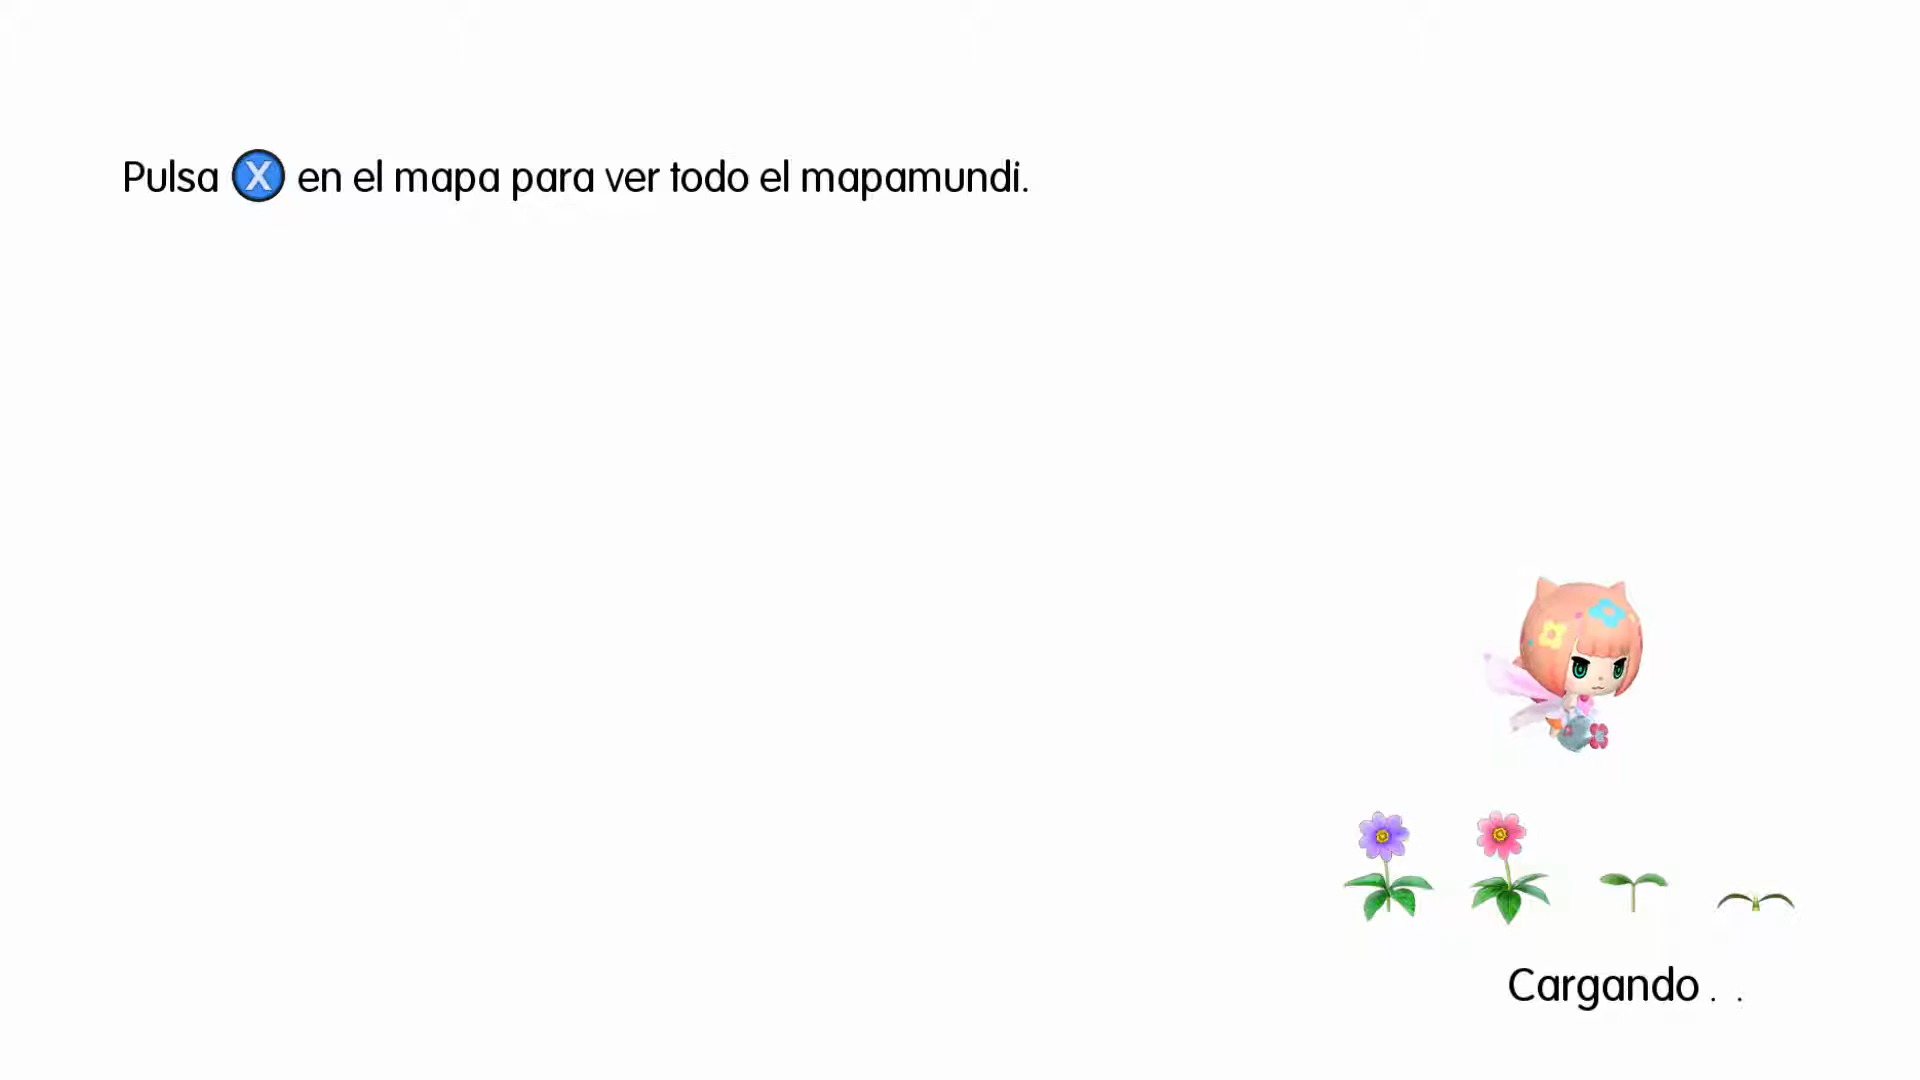 Pulsa X en el mapa para ver todo el mapamundi.
Cargando . .